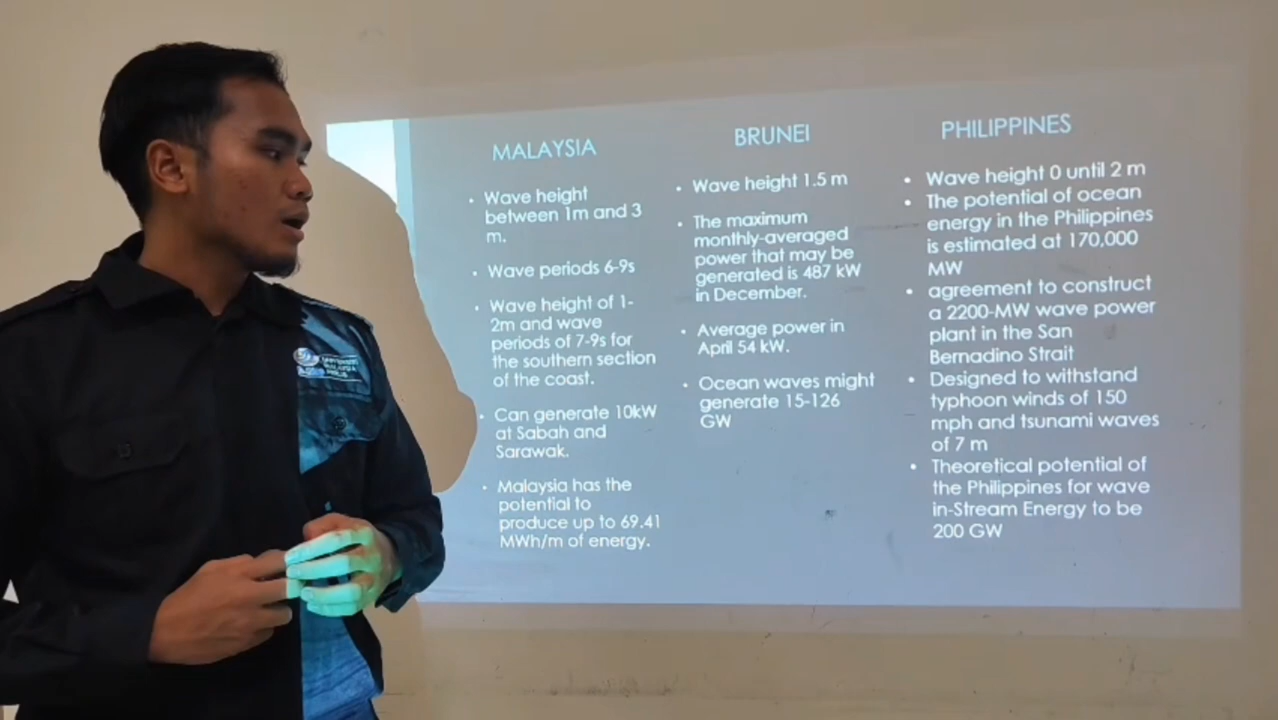 MALAYSIA
• Wave height
between 1m and 3
m.
• Wave periods 6-9s
• Wave height of 1-
2m and wave
periods of 7-9s for
the southern section
of the coast.
• Can generate 10kW
at Sabah and
Sarawak.
• Malaysia has the
potential to
produce up to 69.41
MWh/m of energy.
BRUNEI
• Wave height 1.5 m
• The maximum
monthly-averaged
power that may be
generated is 487 kW
in December.
• Average power in
April 54 kW.
• Ocean waves might
generate 15-126
GW
PHILIPPINES
• Wave height 0 until 2 m
• The potential of ocean
energy in the Philippines
is estimated at 170,000
MW
• agreement to construct
a 2200-MW wave power
plant in the San
Bernadino Strait
• Designed to withstand
typhoon winds of 150
mph and tsunami waves
of 7 m
• Theoretical potential of
the Philippines for wave
in-Stream Energy to be
200 GW
UNIVERSITI
MALAYSIA
PERLIS